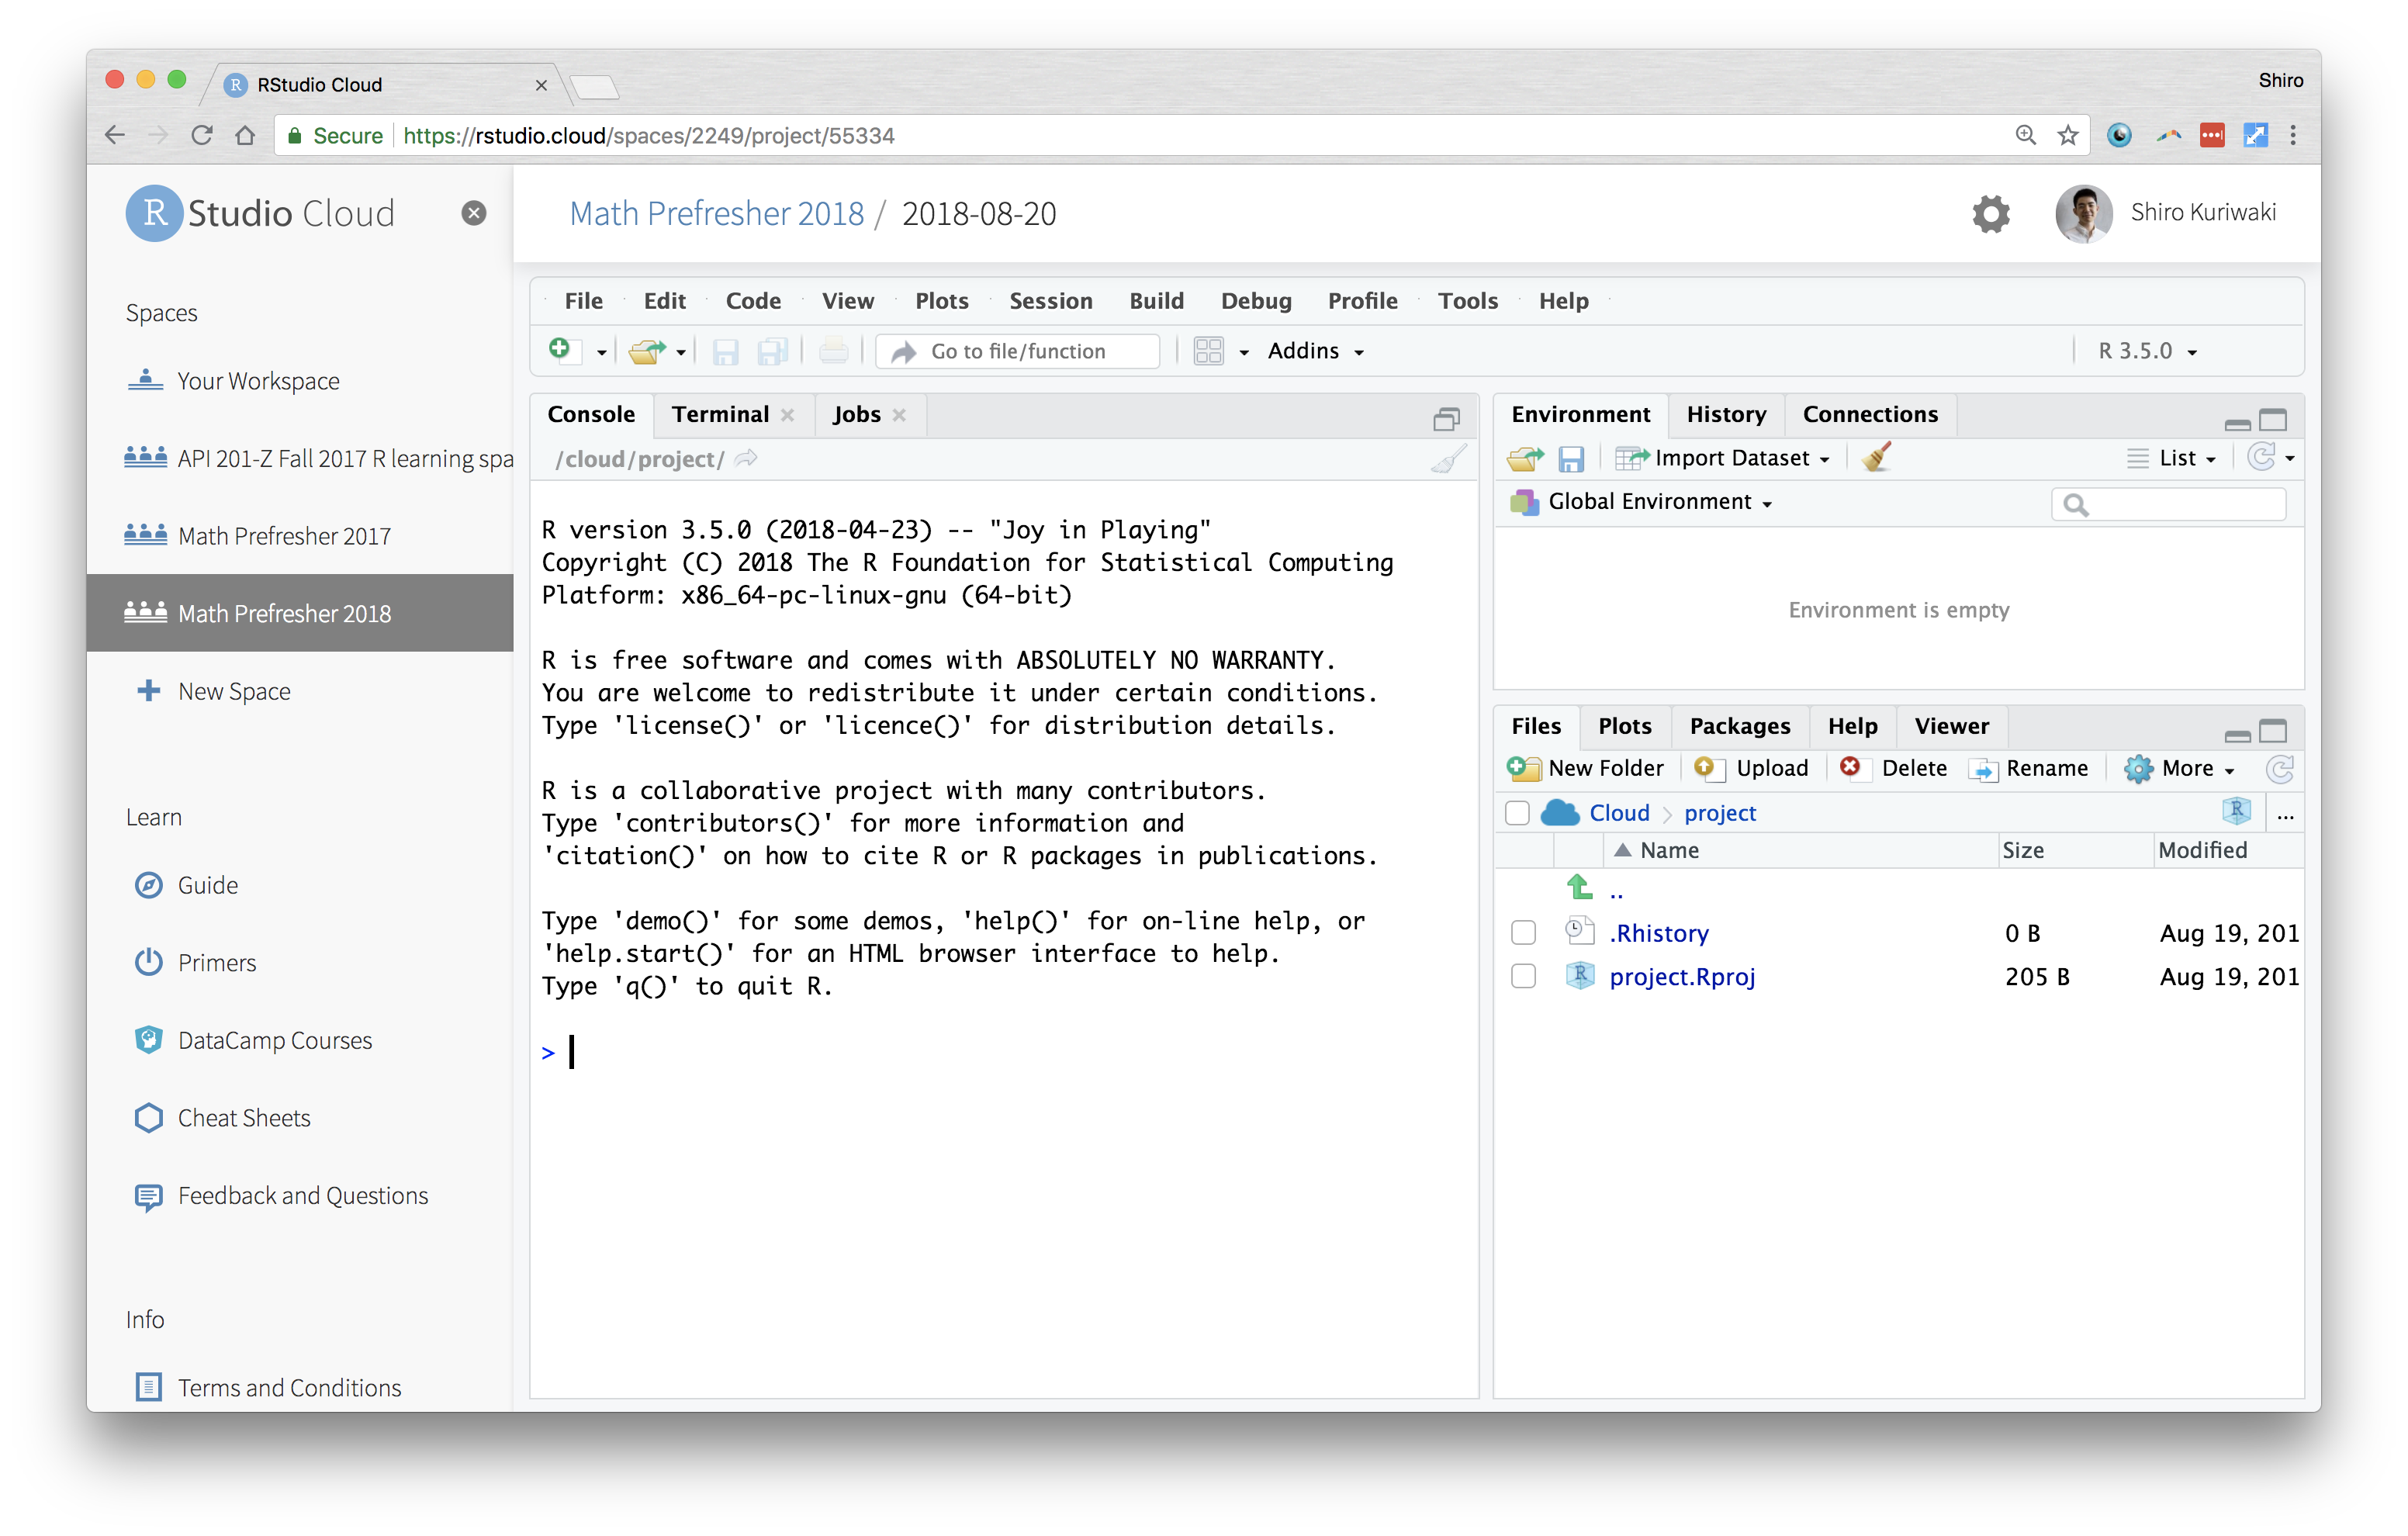 RStudio Cloud
Shiro
Secure https://rstudio.cloud/spaces/2249/project/55334
R Studio Cloud
Math Prefresher 2018 / 2018-08-20
Shiro Kuriwaki
Spaces
Your Workspace
API 201-Z Fall 2017 R learning spa
Math Prefresher 2017
Math Prefresher 2018
New Space
Learn
Guide
Primers
DataCamp Courses
Cheat Sheets
Feedback and Questions
Info
Terms and Conditions
File Edit Code View Plots Session Build Debug Profile Tools Help
Go to file/function Addins R 3.5.0
Console Terminal Jobs
/cloud/project/
R version 3.5.0 (2018-04-23) -- "Joy in Playing"
Copyright (C) 2018 The R Foundation for Statistical Computing
Platform: x86_64-pc-linux-gnu (64-bit)
R is free software and comes with ABSOLUTELY NO WARRANTY.
You are welcome to redistribute it under certain conditions.
Type 'license()' or 'licence()' for distribution details.
R is a collaborative project with many contributors.
Type 'contributors()' for more information and
'citation()' on how to cite R or R packages in publications.
Type 'demo()' for some demos, 'help()' for on-line help, or
'help.start()' for an HTML browser interface to help.
Type 'q()' to quit R.
>
Environment History Connections
Import Dataset List
Global Environment
Environment is empty
Files Plots Packages Help Viewer
New Folder Upload Delete Rename More
Cloud project ...
Name Size Modified
..
.Rhistory 0 B Aug 19, 201
project.Rproj 205 B Aug 19, 201